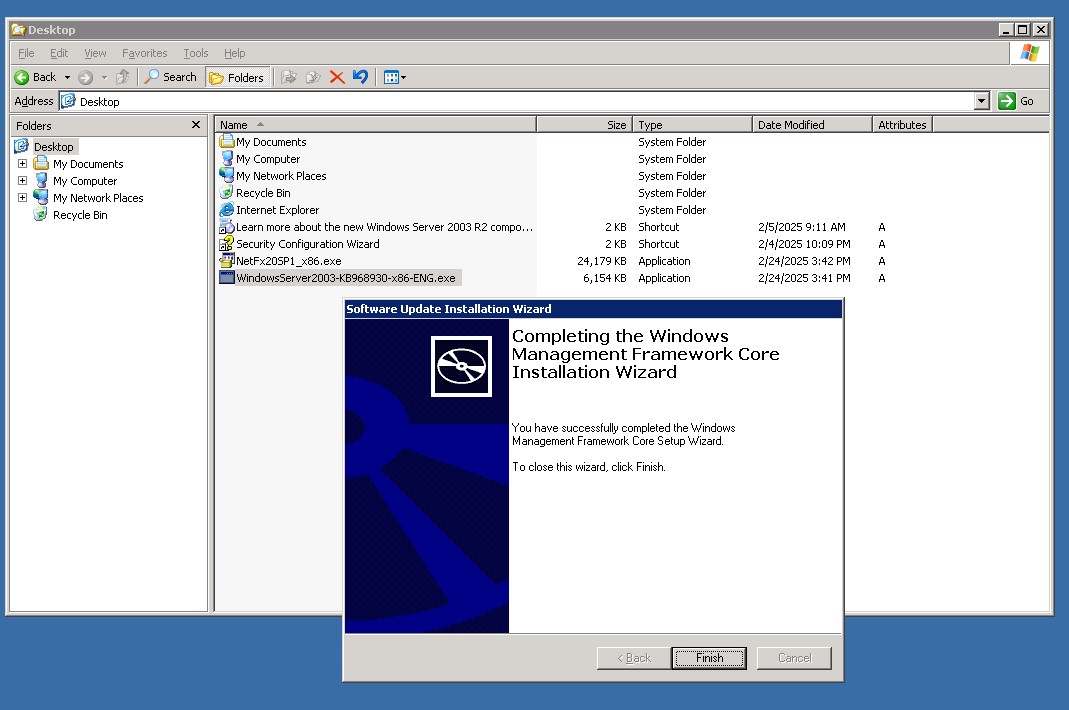 Desktop
File Edit View Favorites Tools Help
Back Search Folders
Address Desktop Go
Folders
Name Size Type Date Modified Attributes
Desktop
My Documents
My Computer
My Network Places
Recycle Bin
My Documents System Folder
My Computer System Folder
My Network Places System Folder
Recycle Bin System Folder
Internet Explorer System Folder
Learn more about the new Windows Server 2003 R2 compo... 2 KB Shortcut 2/5/2025 9:11 AM A
Security Configuration Wizard 2 KB Shortcut 2/4/2025 10:09 PM A
NetFx20SP1_x86.exe 24,179 KB Application 2/24/2025 3:42 PM A
WindowsServer2003-KB968930-x86-ENG.exe 6,154 KB Application 2/24/2025 3:41 PM A
Software Update Installation Wizard
Completing the Windows
Management Framework Core
Installation Wizard
You have successfully completed the Windows
Management Framework Core Setup Wizard.
To close this wizard, click Finish.
< Back Finish Cancel